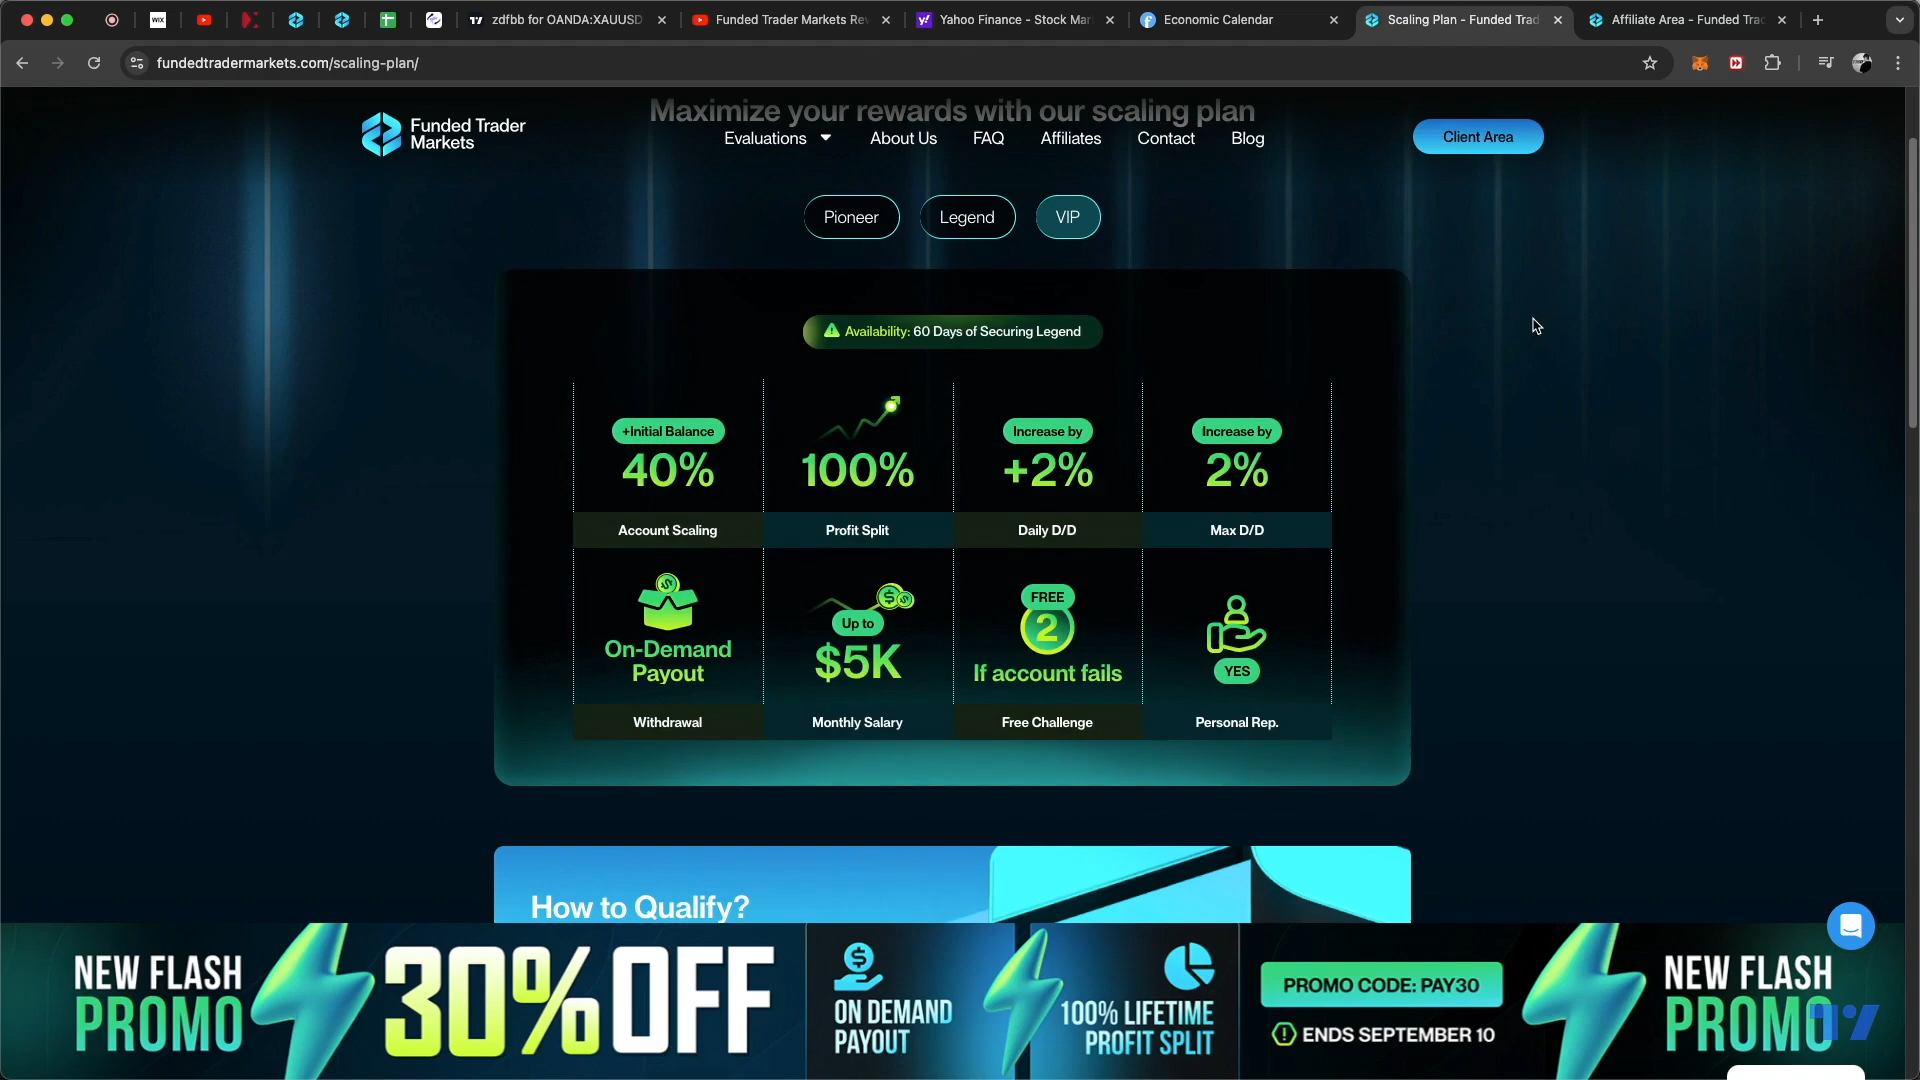 zdfbb for OANDA:XAUUSD
Funded Trader Markets Re
Yahoo Finance - Stock Mar
Economic Calendar
Scaling Plan - Funded Trad
Affiliate Area - Funded Trad
WIX
fundedtradermarkets.com/scaling-plan/
Maximize your rewards with our scaling plan
Funded Trader
Markets
Evaluations
About Us
FAQ
Affiliates
Contact
Blog
Client Area
Pioneer
Legend
VIP
Availability: 60 Days of Securing Legend
+Initial Balance
40%
Account Scaling
100%
Profit Split
Increase by
+2%
Daily D/D
Increase by
2%
Max D/D
On-Demand
Payout
Withdrawal
Up to
$5K
Monthly Salary
FREE
2
If account fails
Free Challenge
YES
Personal Rep.
How to Qualify?
NEW FLASH
PROMO
30% OFF
ON DEMAND
PAYOUT
100% LIFETIME
PROFIT SPLIT
PROMO CODE: PAY30
ENDS SEPTEMBER 10
NEW FLASH
PROMO